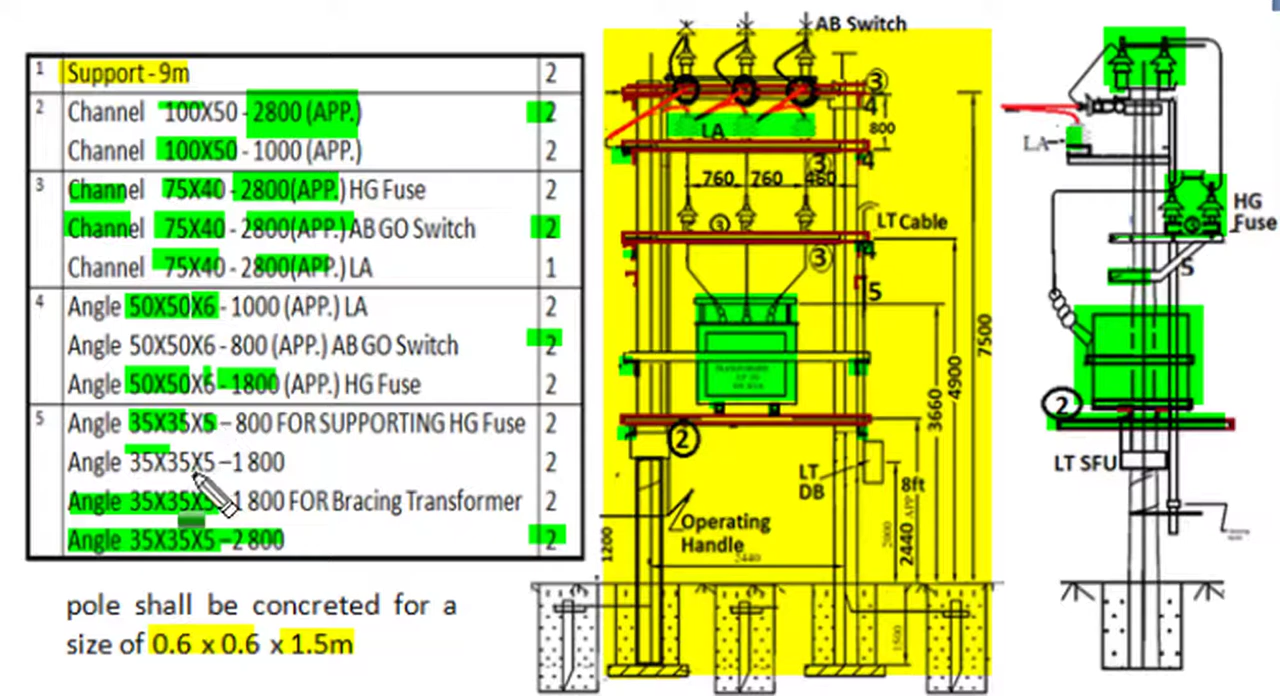 1 Support - 9m 2
2 Channel 100X50 - 2800 (APP.) 2
Channel 100X50 - 1000 (APP.) 2
3 Channel 75X40 - 2800(APP.) HG Fuse 2
Channel 75X40 - 2800(APP.) AB GO Switch 2
Channel 75X40 - 2800(APP.) LA 1
4 Angle 50X50X6 - 1000 (APP.) LA 2
Angle 50X50X6 - 800 (APP.) AB GO Switch 2
Angle 50X50X6 - 1800 (APP.) HG Fuse 2
5 Angle 35X35X5 – 800 FOR SUPPORTING HG Fuse 2
Angle 35X35X5 –1 800 2
Angle 35X35X5 –1 800 FOR Bracing Transformer 2
Angle 35X35X5 –2 800 2
pole shall be concreted for a
size of 0.6 x 0.6 x 1.5m
AB Switch
3
4
800
LA
3
4
760 760 480
3
LT Cable
4
3
5
7500
4900
3660
2
LT
DB
8ft
2440 APP
2000
Operating
Handle
1200
2440
1500
LA
HG
Fuse
3
5
2
LT SFU